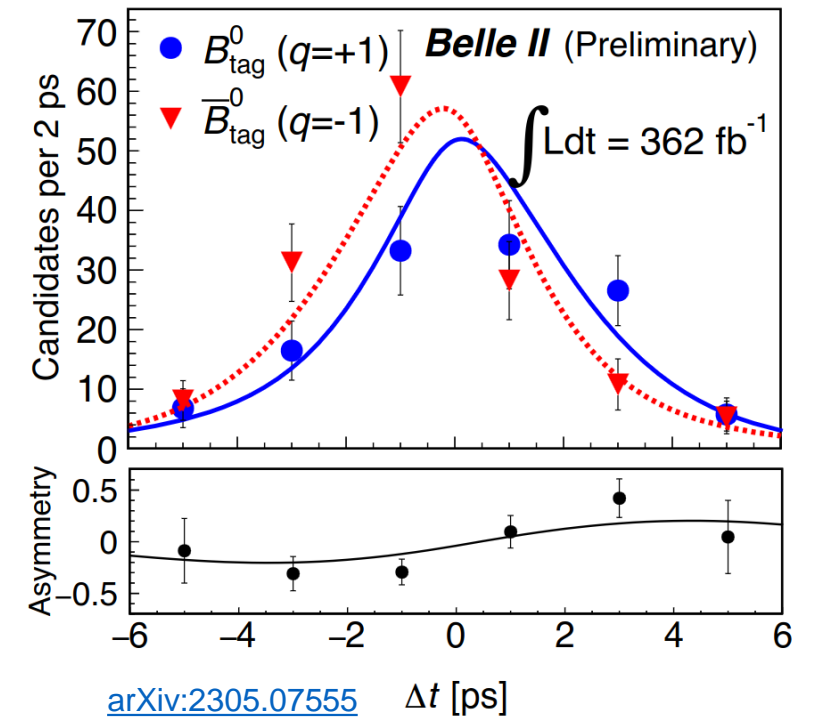 70
60
50
40
30
20
10
0
Candidates per 2 ps
B⁰tag (q=+1)
B̅⁰tag (q=-1)
Belle II (Preliminary)
∫Ldt = 362 fb⁻¹
0.5
0
−0.5
Asymmetry
−6 −4 −2 0 2 4 6
arXiv:2305.07555 Δt [ps]